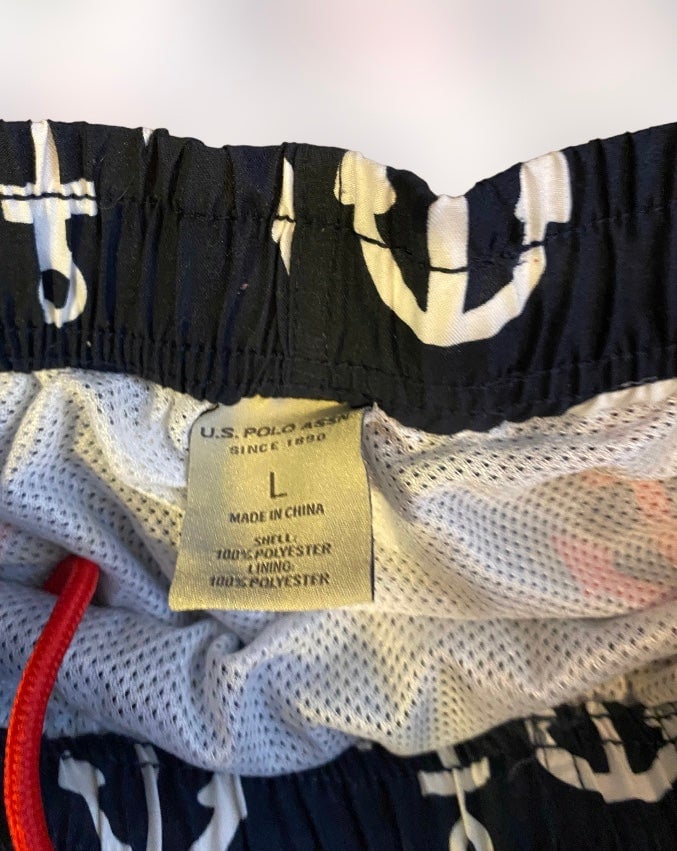 U.S. POLO ASSN
SINCE 1890
L
MADE IN CHINA
SHELL:
100% POLYESTER
LINING:
100% POLYESTER